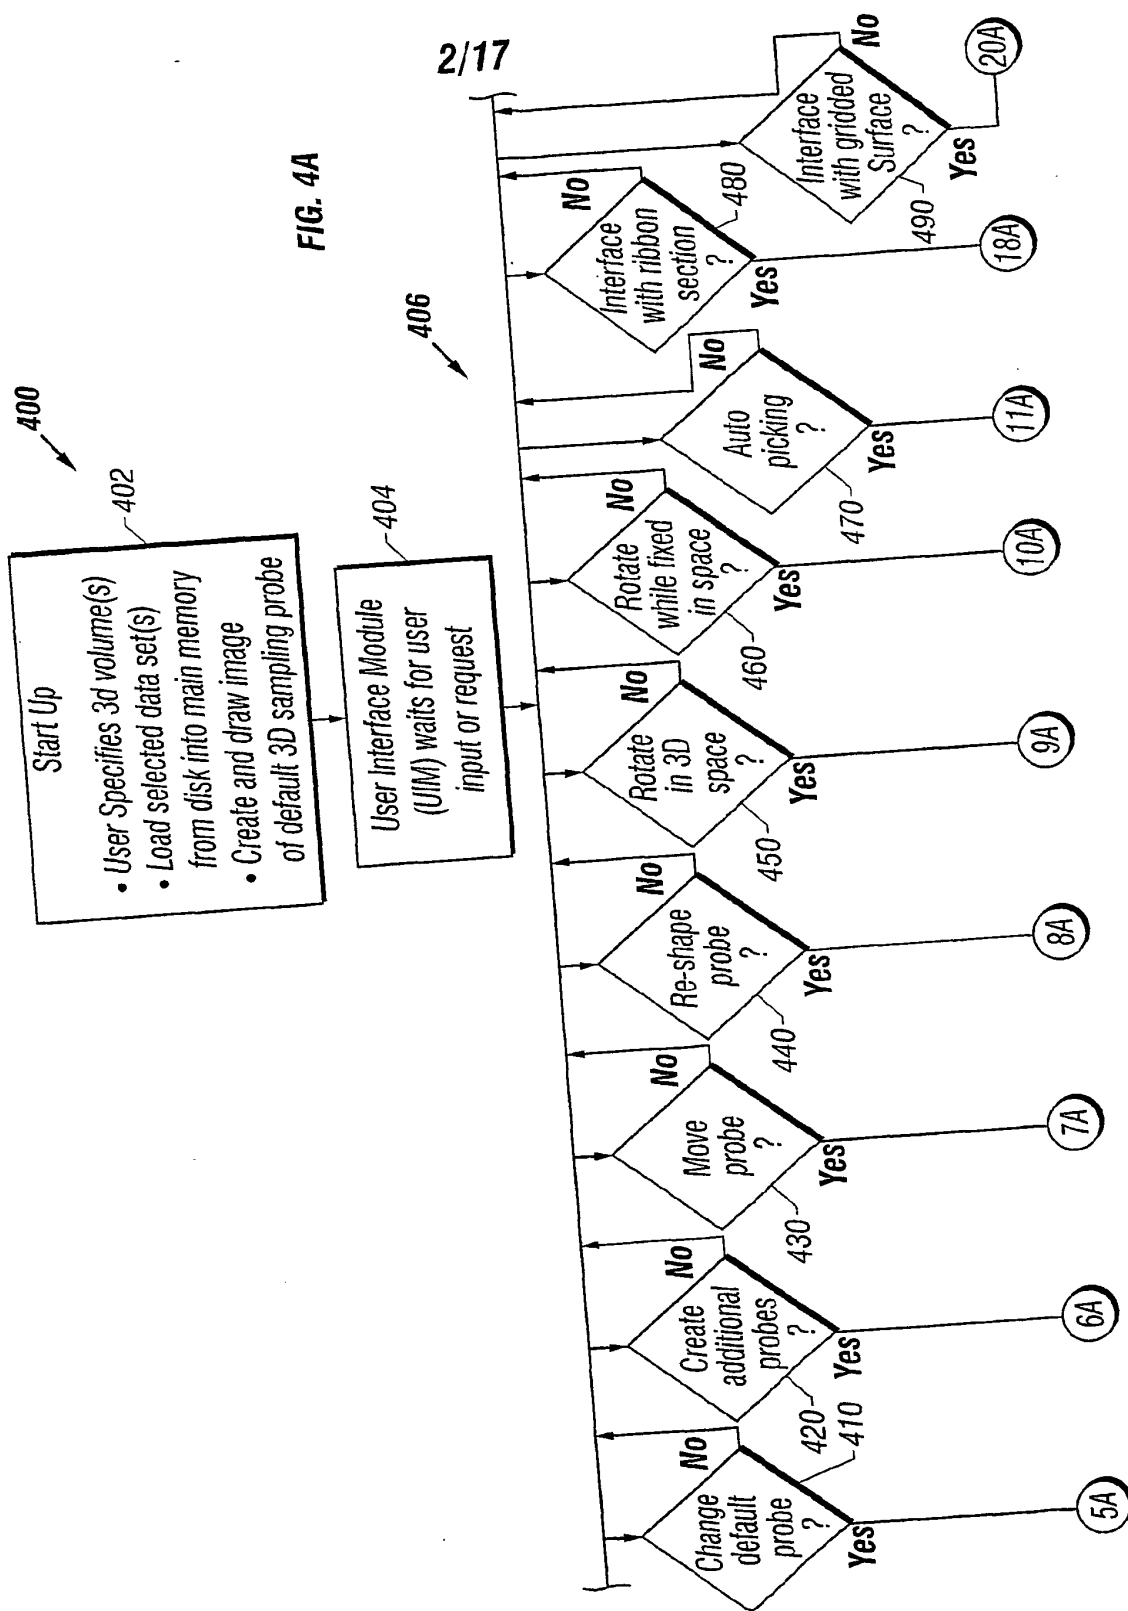 2/17
FIG. 4A
400
Start Up
• User Specifies 3d volume(s)
• Load selected data set(s)
from disk into main memory
• Create and draw image
of default 3D sampling probe
402
User Interface Module
(UIM) waits for user
input or request
404
406
Change
default
probe
?
410
No
Yes
5A
Create
additional
probes
?
420
No
Yes
6A
Move
probe
?
430
No
Yes
7A
Re-shape
probe
?
440
No
Yes
8A
Rotate
in 3D
space
?
450
No
Yes
9A
Rotate
while fixed
in space
?
460
No
Yes
10A
Auto
picking
?
470
No
Yes
11A
Interface
with ribbon
section
?
480
No
Yes
18A
Interface
with gridded
Surface
?
490
No
Yes
20A